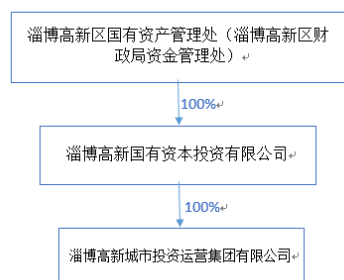 淄博高新区国有资产管理处（淄博高新区财
政局资金管理处）
100%
淄博高新国有资本投资有限公司
100%
淄博高新城市投资运营集团有限公司